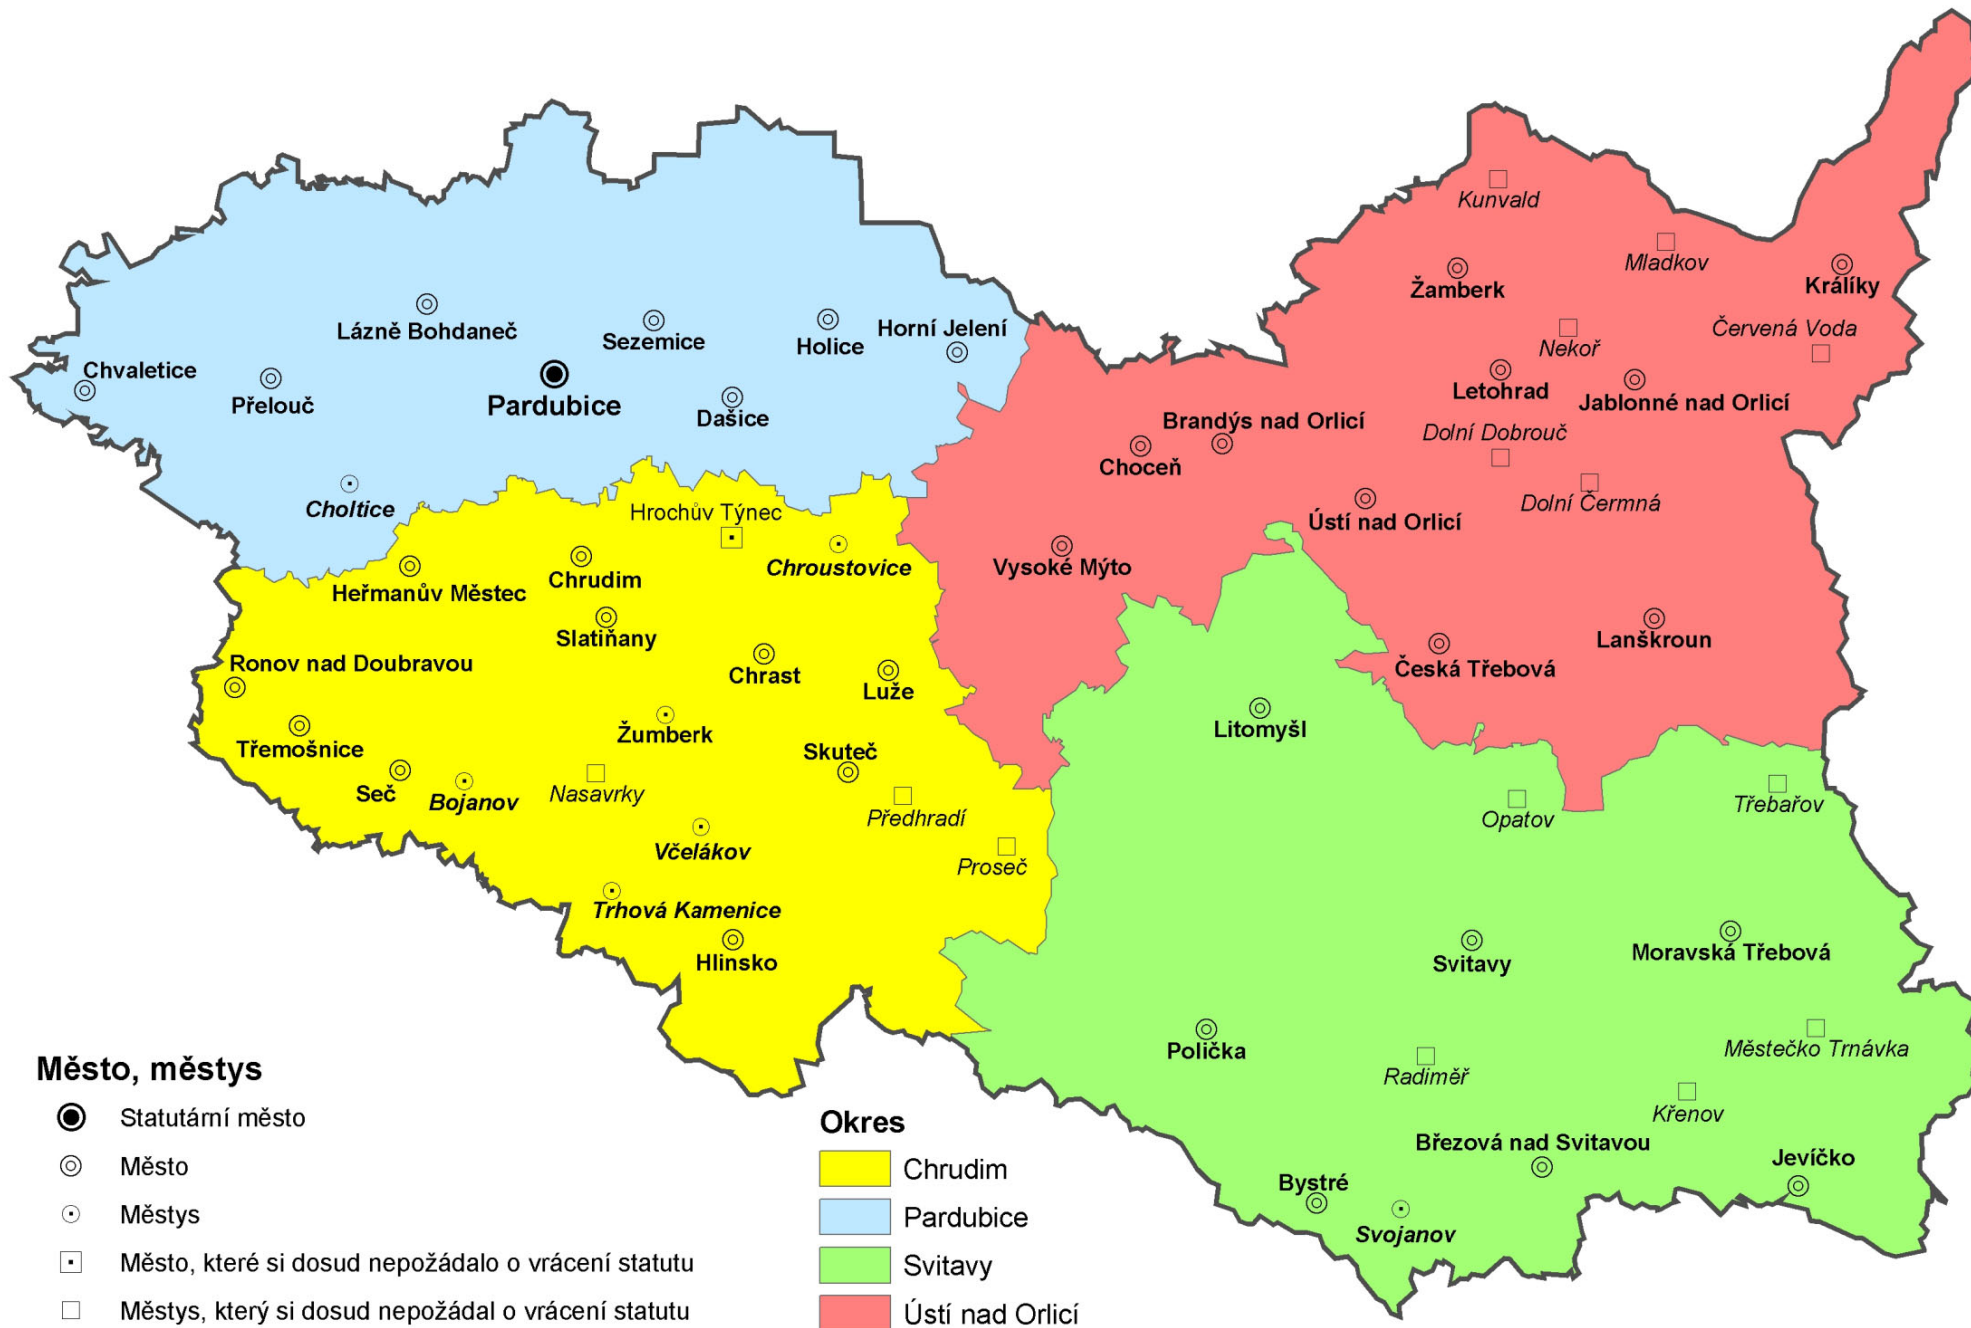 Kunvald
Mladkov
Žamberk
Králíky
Lázně Bohdaneč
Sezemice
Holice
Horní Jelení
Nekoř
Červená Voda
Chvaletice
Přelouč
Pardubice
Dašice
Letohrad
Jablonné nad Orlicí
Brandýs nad Orlicí
Dolní Dobrouč
Choceň
Choltice
Hrochův Týnec
Ústí nad Orlicí
Dolní Čermná
Heřmanův Městec
Chrudim
Chroustovice
Vysoké Mýto
Slatiňany
Lanškroun
Ronov nad Doubravou
Chrast
Luže
Česká Třebová
Třemošnice
Žumberk
Skuteč
Litomyšl
Seč
Bojanov
Nasavrky
Předhradí
Opatov
Třebařov
Včelákov
Proseč
Trhová Kamenice
Hlinsko
Svitavy
Moravská Třebová
Polička
Radiměř
Městečko Trnávka
Křenov
Březová nad Svitavou
Jevíčko
Bystré
Svojanov
Město, městys
Statutární město
Město
Městys
Město, které si dosud nepožádalo o vrácení statutu
Městys, který si dosud nepožádal o vrácení statutu
Okres
Chrudim
Pardubice
Svitavy
Ústí nad Orlicí